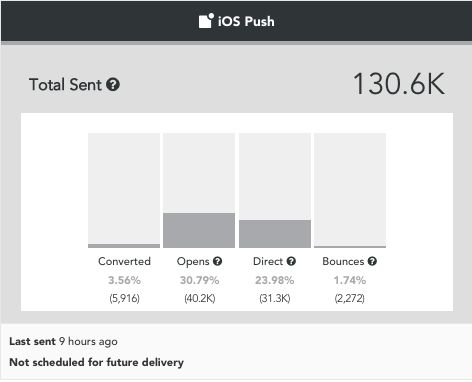 iOS Push
Total Sent 130.6K
Converted Opens Direct Bounces
3.56% 30.79% 23.98% 1.74%
(5,916) (40.2K) (31.3K) (2,272)
Last sent 9 hours ago
Not scheduled for future delivery